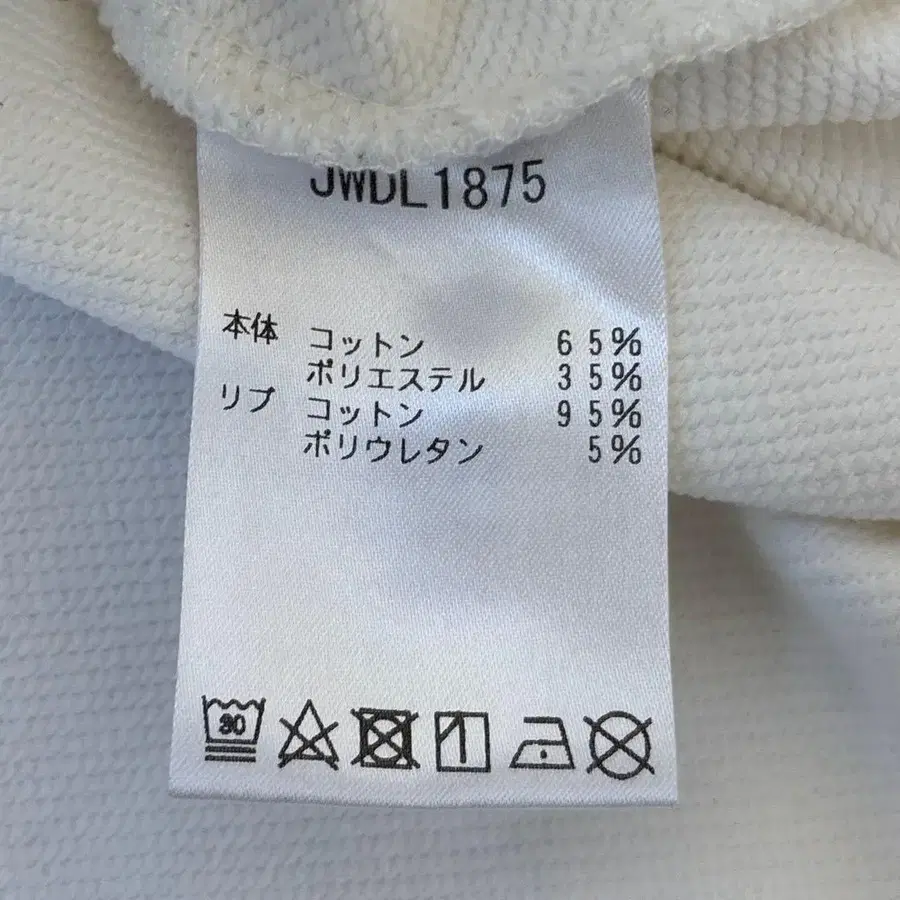 JWDL1875
本体 コットン 65%
ポリエステル 35%
リプ コットン 95%
ポリウレタン 5%
30